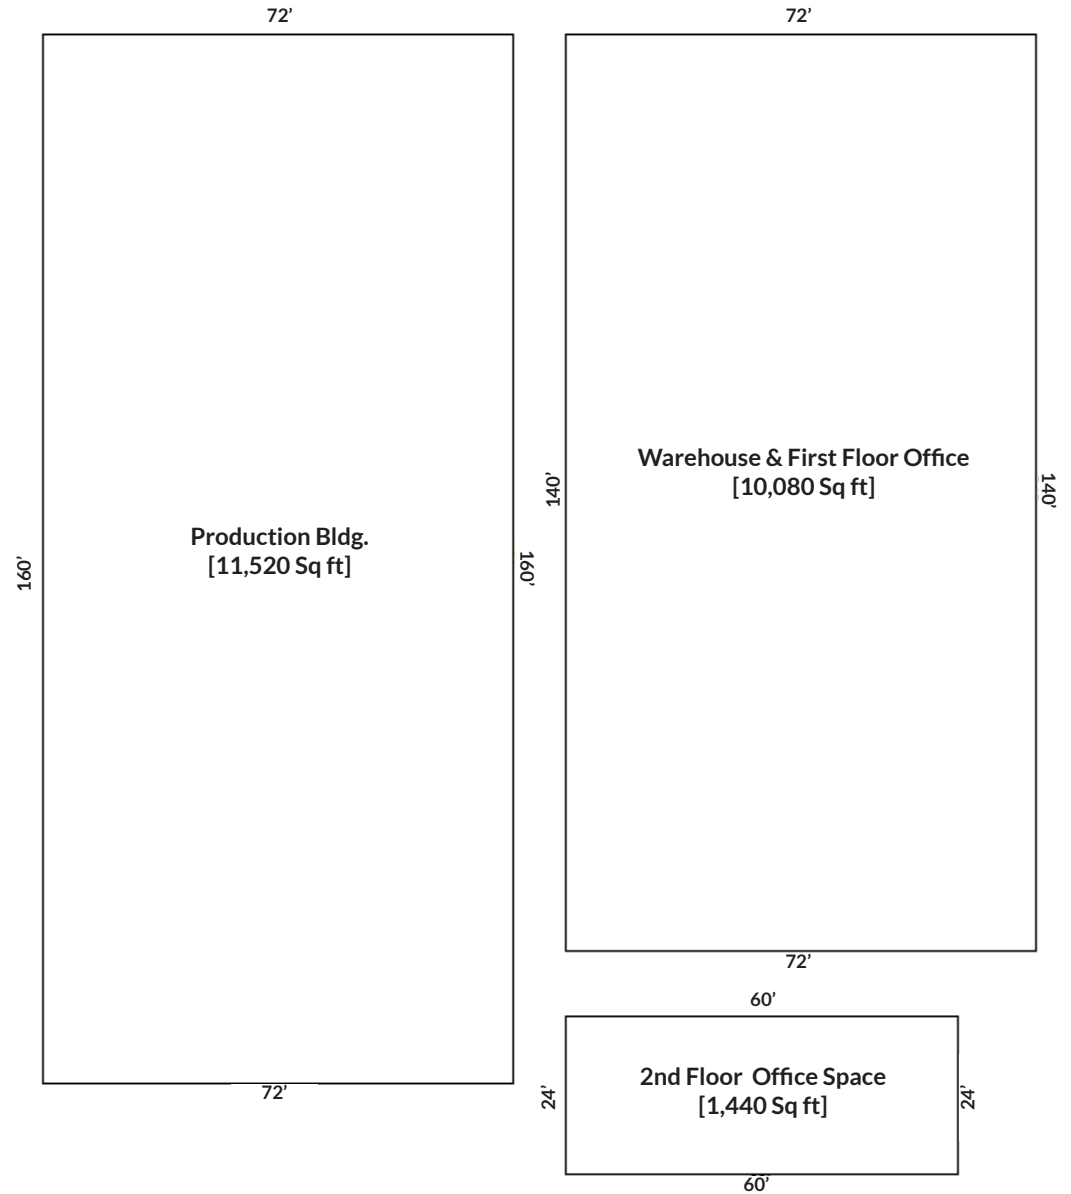 72’
72’
Production Bldg.
[11,520 Sq ft]
160’
160’
72’
Warehouse & First Floor Office
[10,080 Sq ft]
140’
140’
72’
60’
2nd Floor Office Space
[1,440 Sq ft]
24’
24’
60’